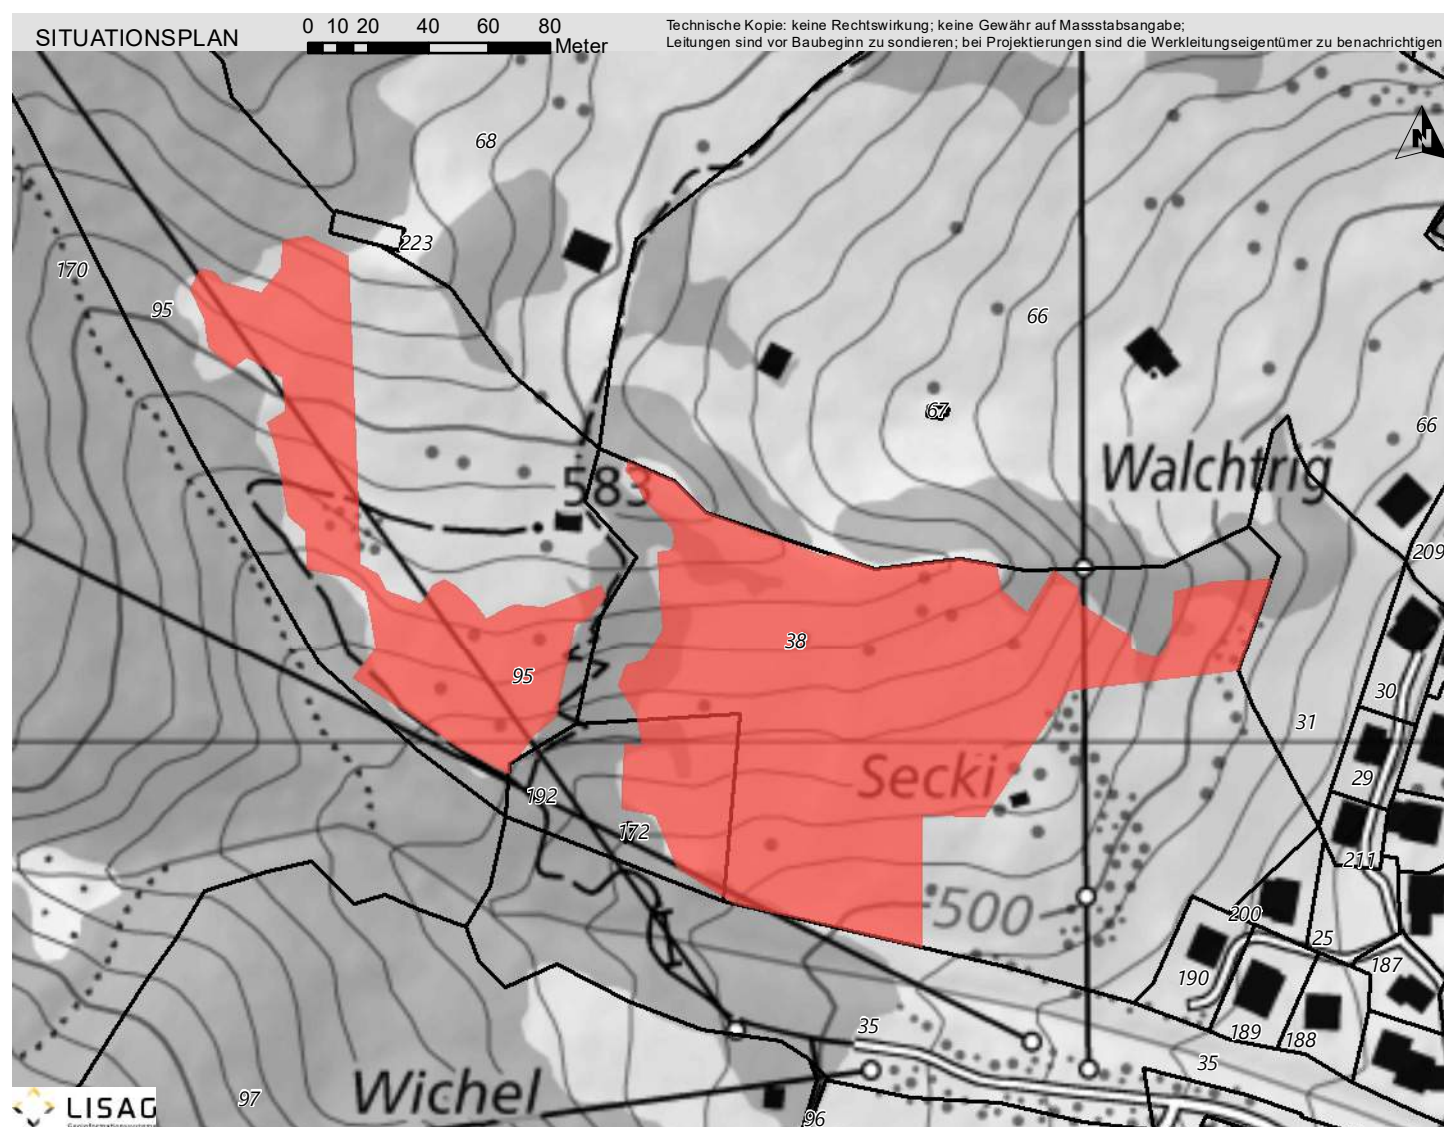 SITUATIONSPLAN
0 10 20 40 60 80
Meter
Technische Kopie: keine Rechtswirkung; keine Gewähr auf Massstabsangabe;
Leitungen sind vor Baubeginn zu sondieren; bei Projektierungen sind die Werkleitungseigentümer zu benachrichtigen
N
68
223
170
95
66
67
66
Walchtrig
583
209
38
95
30
31
Secki
29
192
172
211
500
200
25
187
190
35
189
188
35
Wichel
97
96
LISAG